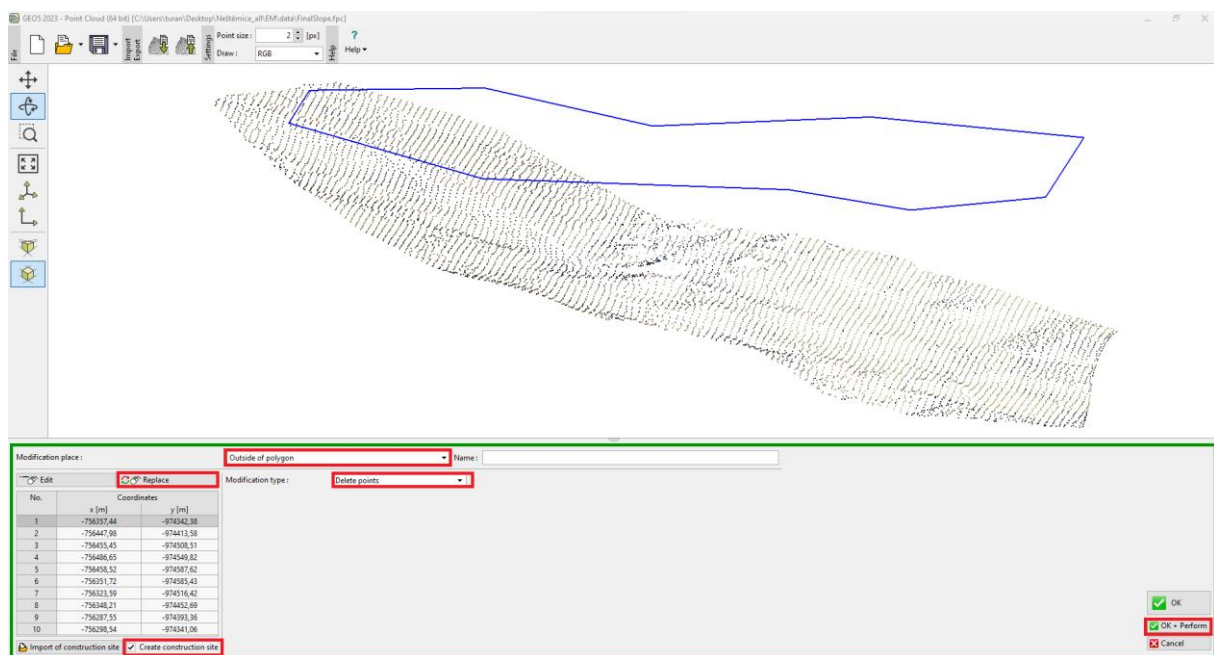 GEO5 2023 - Point Cloud (64 bit) [C:\Users\turan\Desktop\Neštěmice_all\EM\data\FinalSlope.fpc]
File
Import
Export
Settings
Point size :
2
[px]
Draw :
RGB
Help
?
Help
Modification place :
Outside of polygon
Name :
Edit
Replace
Modification type :
Delete points
No.
Coordinates
x [m]
y [m]
1 -756357,44 -974342,38
2 -756447,98 -974413,58
3 -756455,45 -974508,51
4 -756486,65 -974549,82
5 -756458,52 -974587,62
6 -756351,72 -974585,43
7 -756323,59 -974516,42
8 -756348,21 -974452,69
9 -756287,55 -974393,36
10 -756298,54 -974341,06
Import of construction site
Create construction site
OK
OK + Perform
Cancel